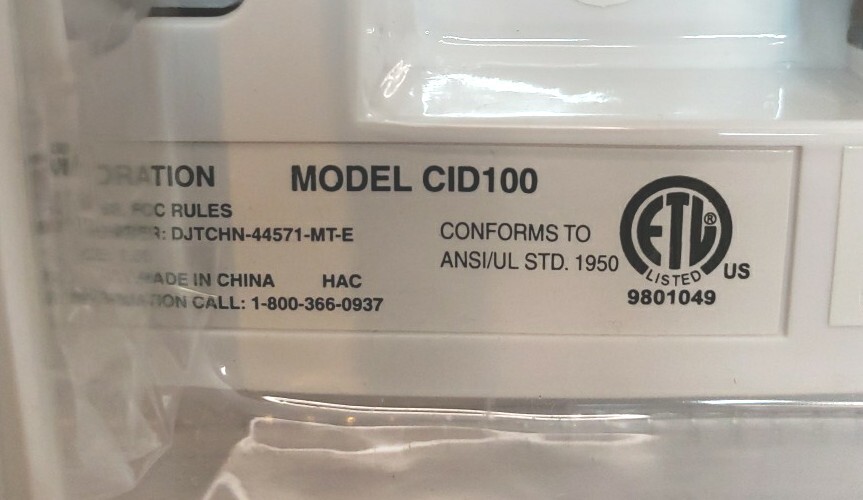 MODEL CID100
FCC RULES
: DJTCHN-44571-MT-E
MADE IN CHINA HAC
CALL: 1-800-366-0937
CONFORMS TO
ANSI/UL STD. 1950
ETL®
LISTED
US
9801049